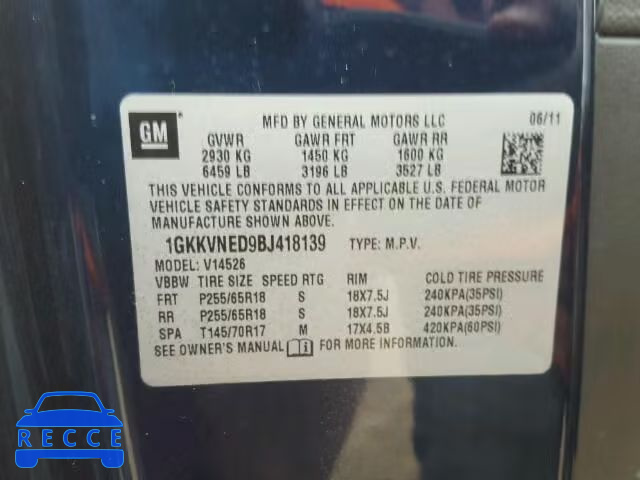 GM
MFD BY GENERAL MOTORS LLC 06/11
GVWR GAWR FRT GAWR RR
2930 KG 1450 KG 1600 KG
6459 LB 3196 LB 3527 LB
THIS VEHICLE CONFORMS TO ALL APPLICABLE U.S. FEDERAL MOTOR
VEHICLE SAFETY STANDARDS IN EFFECT ON THE DATE OF
MANUFACTURE SHOWN ABOVE.
1GKKVNED9BJ418139 TYPE: M.P.V.
MODEL: V14526
VBBW TIRE SIZE SPEED RTG RIM COLD TIRE PRESSURE
FRT P255/65R18 S 18X7.5J 240KPA(35PSI)
RR P255/65R18 S 18X7.5J 240KPA(35PSI)
SPA T145/70R17 M 17X4.5B 420KPA(60PSI)
SEE OWNER'S MANUAL FOR MORE INFORMATION.
RECCE